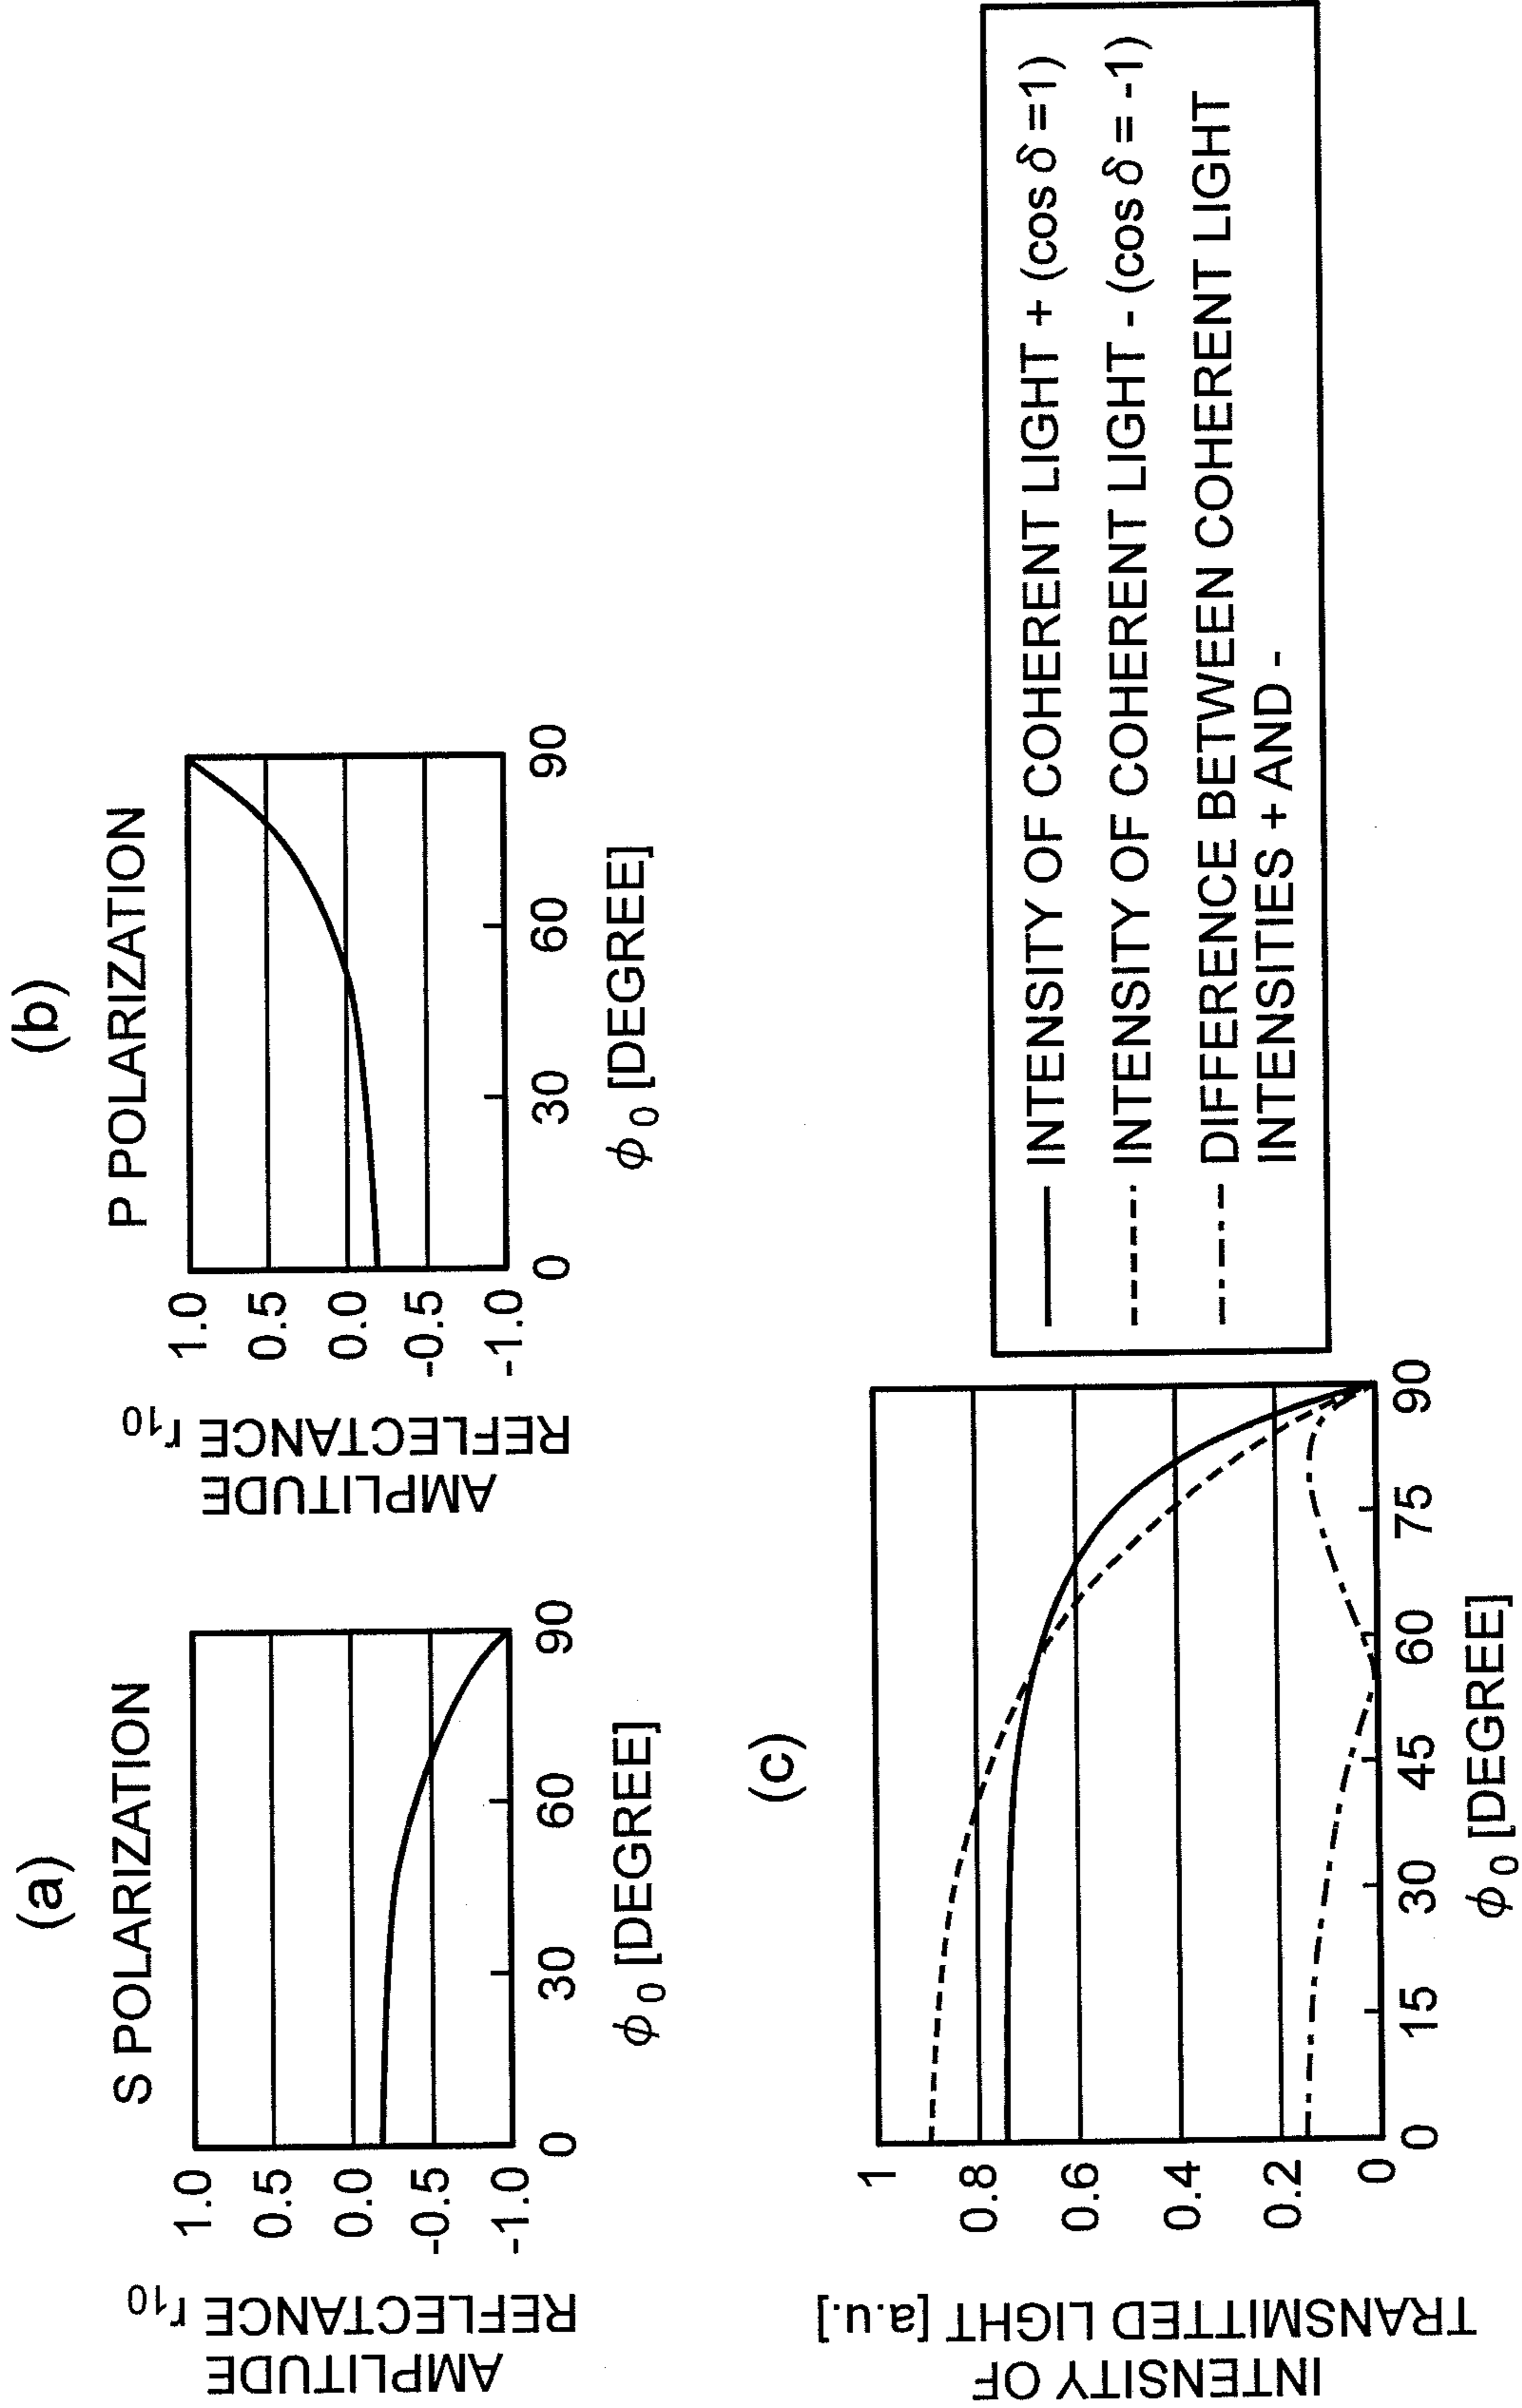 (a)
S POLARIZATION
AMPLITUDE
REFLECTANCE r10
1.0
0.5
0.0
-0.5
-1.0
0 30 60 90
ϕ0 [DEGREE]
(b)
P POLARIZATION
AMPLITUDE
REFLECTANCE r10
1.0
0.5
0.0
-0.5
-1.0
0 30 60 90
ϕ0 [DEGREE]
(c)
INTENSITY OF
TRANSMITTED LIGHT [a.u.]
1
0.8
0.6
0.4
0.2
0
0 15 30 45 60 75 90
ϕ0 [DEGREE]
INTENSITY OF COHERENT LIGHT + (cos δ =1)
INTENSITY OF COHERENT LIGHT - (cos δ = -1)
DIFFERENCE BETWEEN COHERENT LIGHT
INTENSITIES + AND -